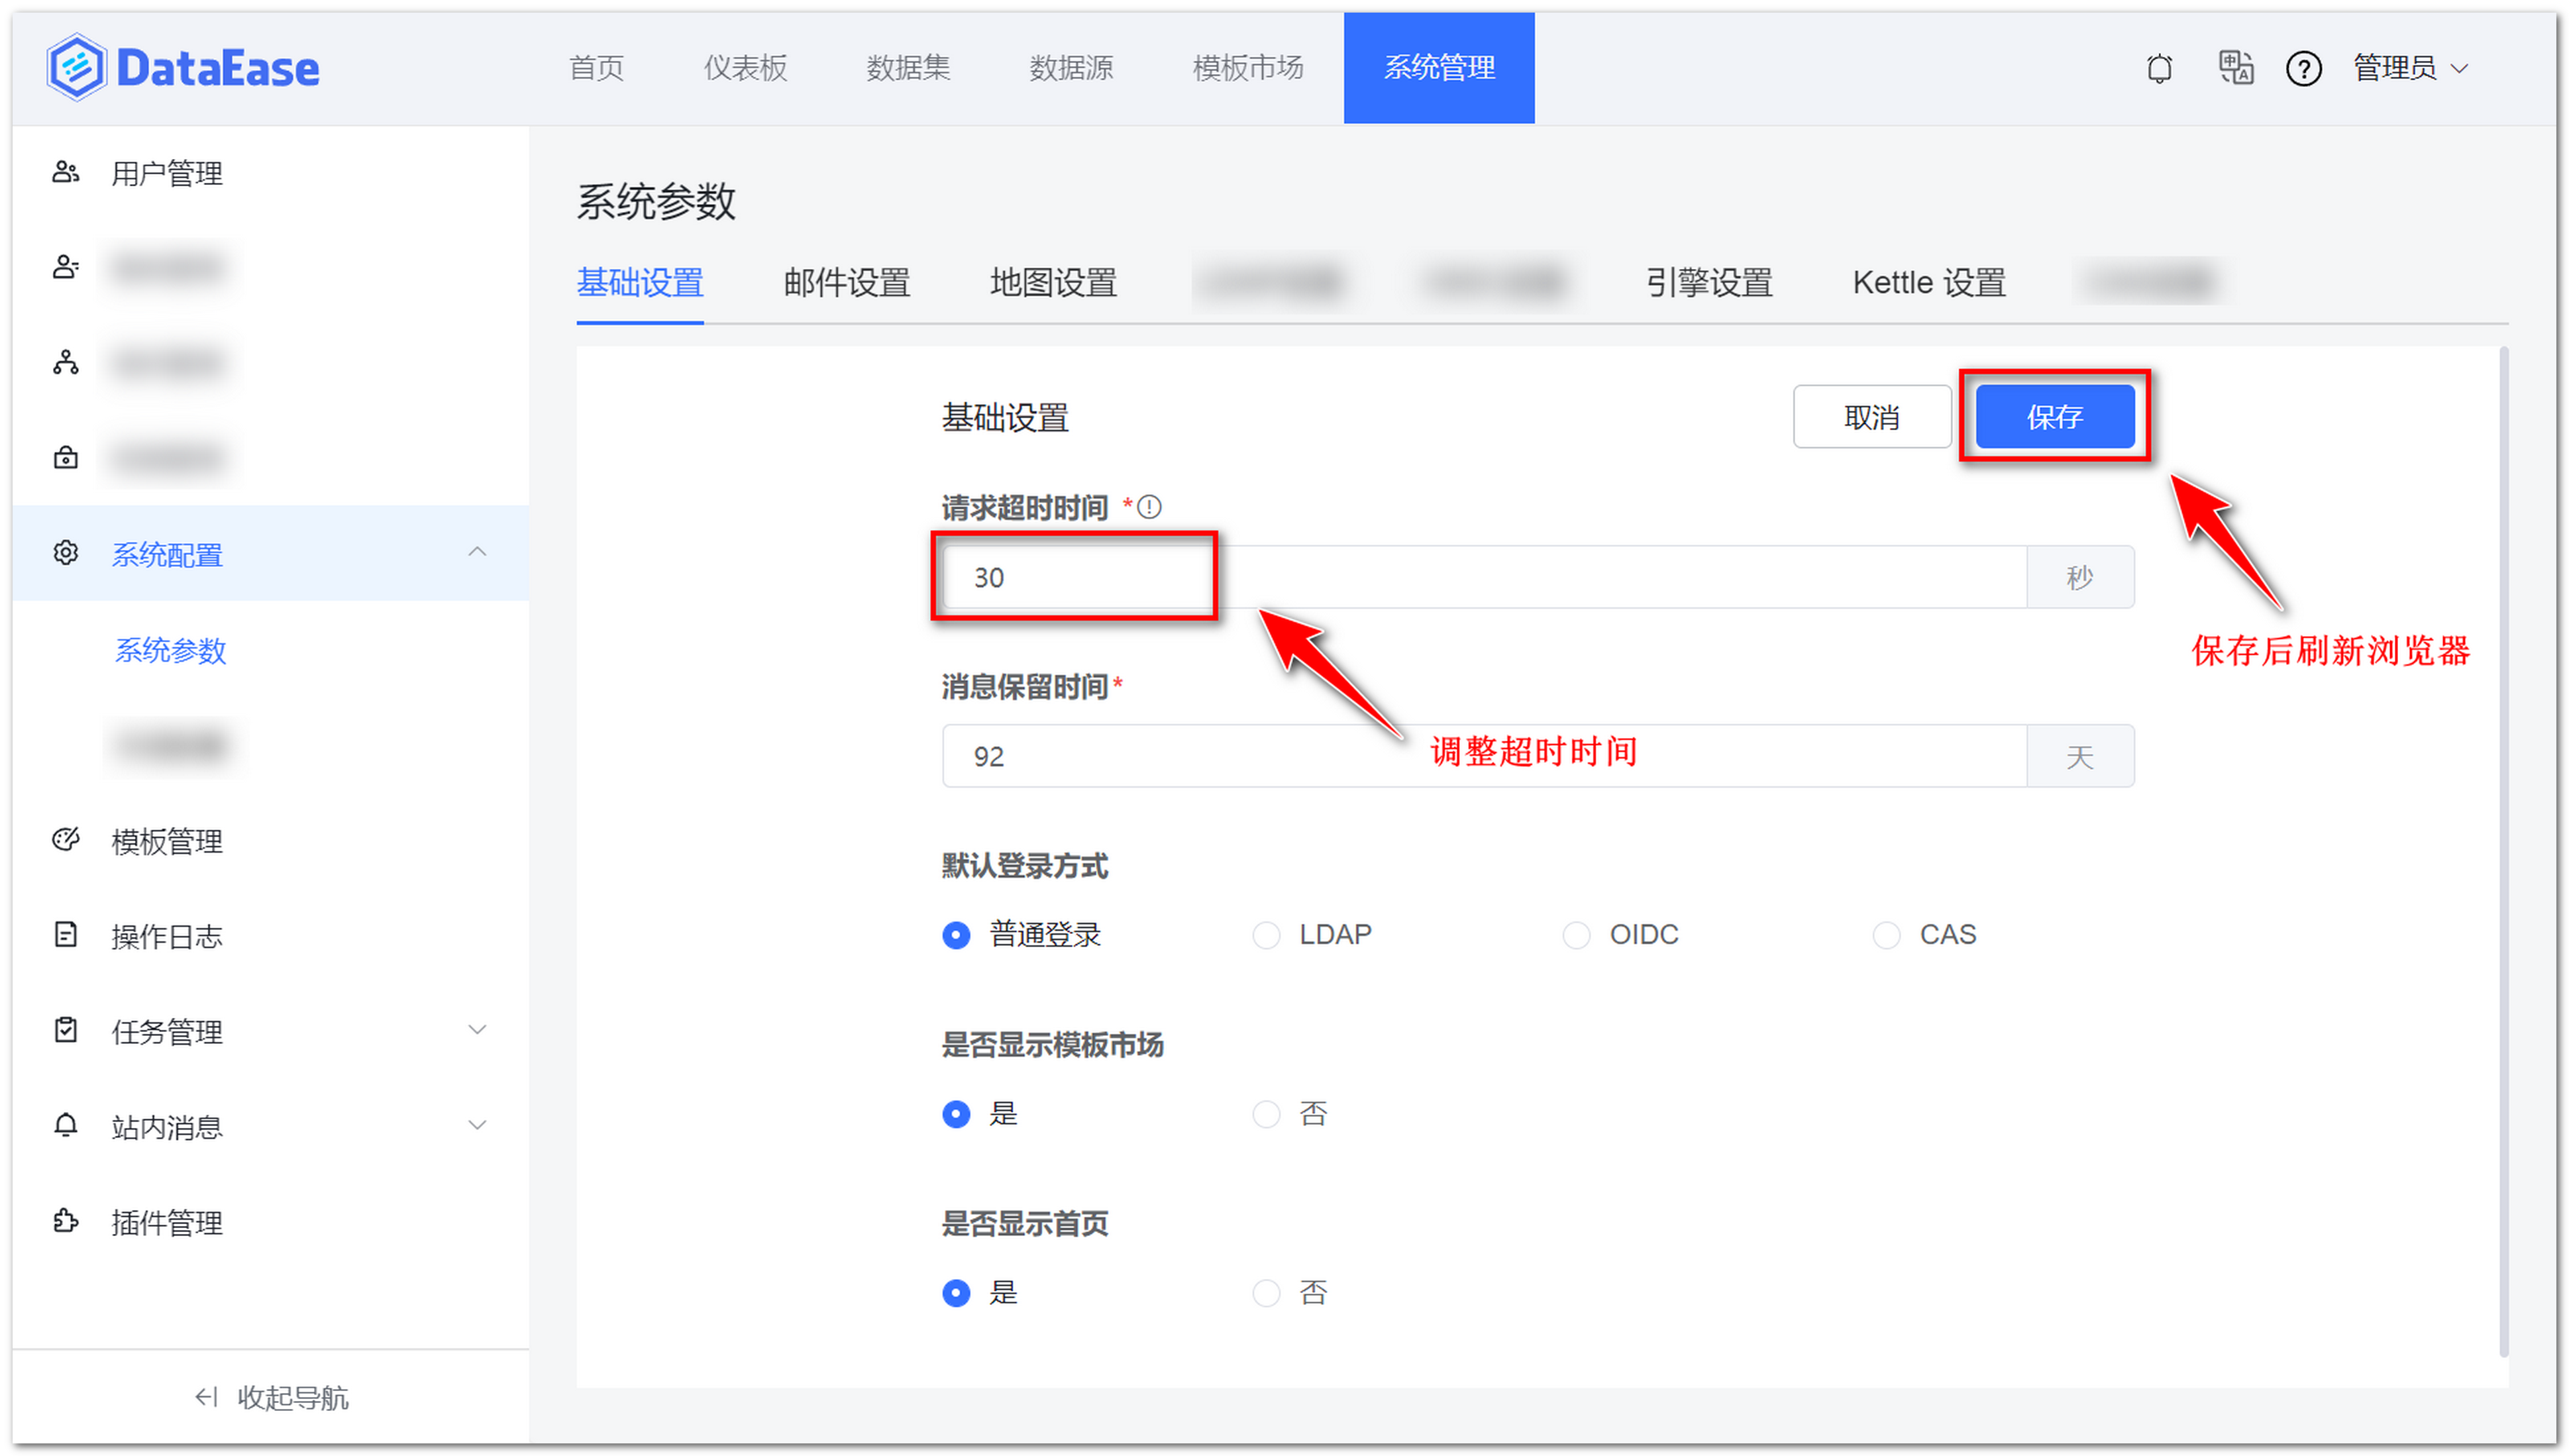 DataEase
首页 仪表板 数据集 数据源 模板市场 系统管理 管理员
用户管理
系统配置
系统参数
模板管理
操作日志
任务管理
站内消息
插件管理
收起导航
系统参数
基础设置 邮件设置 地图设置 引擎设置 Kettle 设置
基础设置 取消 保存
请求超时时间 *
30 秒
保存后刷新浏览器
消息保留时间*
调整超时时间
92 天
默认登录方式
普通登录 LDAP OIDC CAS
是否显示模板市场
是 否
是否显示首页
是 否